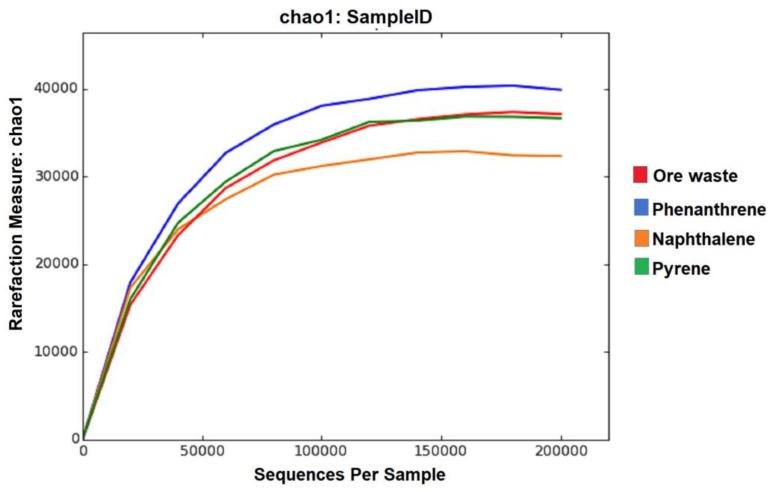 chao1: SampleID
Rarefaction Measure: chao1
40000
30000
20000
10000
0
0
50000
100000
150000
200000
Sequences Per Sample
Ore waste
Phenanthrene
Naphthalene
Pyrene